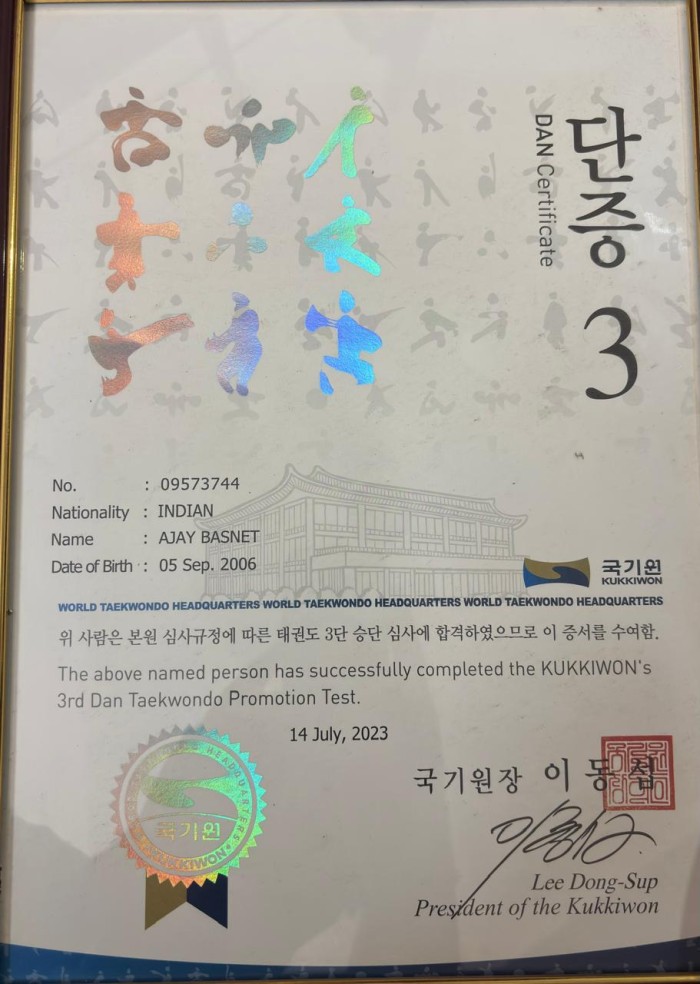 단증
DAN Certificate
3
No. : 09573744
Nationality : INDIAN
Name : AJAY BASNET
Date of Birth : 05 Sep. 2006
국기원
KUKKIWON
WORLD TAEKWONDO HEADQUARTERS WORLD TAEKWONDO HEADQUARTERS WORLD TAEKWONDO HEADQUARTERS
위 사람은 본원 심사규정에 따른 태권도 3단 승단 심사에 합격하였으므로 이 증서를 수여함.
The above named person has successfully completed the KUKKIWON's
3rd Dan Taekwondo Promotion Test.
14 July, 2023
국기원장 이동섭
Lee Dong-Sup
President of the Kukkiwon
국기원
KUKKIWON